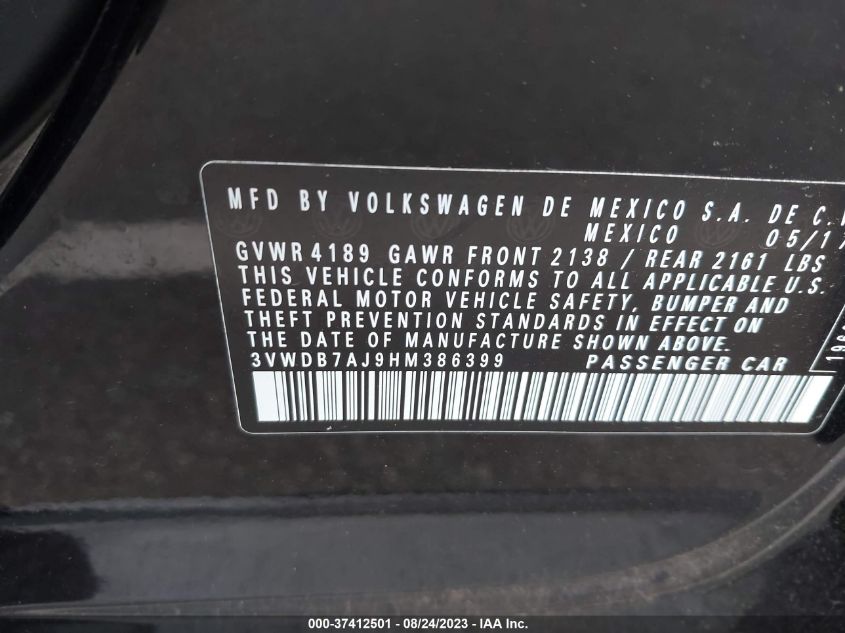 MFD BY VOLKSWAGEN DE MEXICO S.A. DE C.V
MEXICO 05/17
GVWR 4189 GAWR FRONT 2138 / REAR 2161 LBS
THIS VEHICLE CONFORMS TO ALL APPLICABLE U.S.
FEDERAL MOTOR VEHICLE SAFETY, BUMPER AND
THEFT PREVENTION STANDARDS IN EFFECT ON
THE DATE OF MANUFACTURE SHOWN ABOVE.
3VWDB7AJ9HM386399 PASSENGER CAR
000-37412501 - 08/24/2023 - IAA Inc.